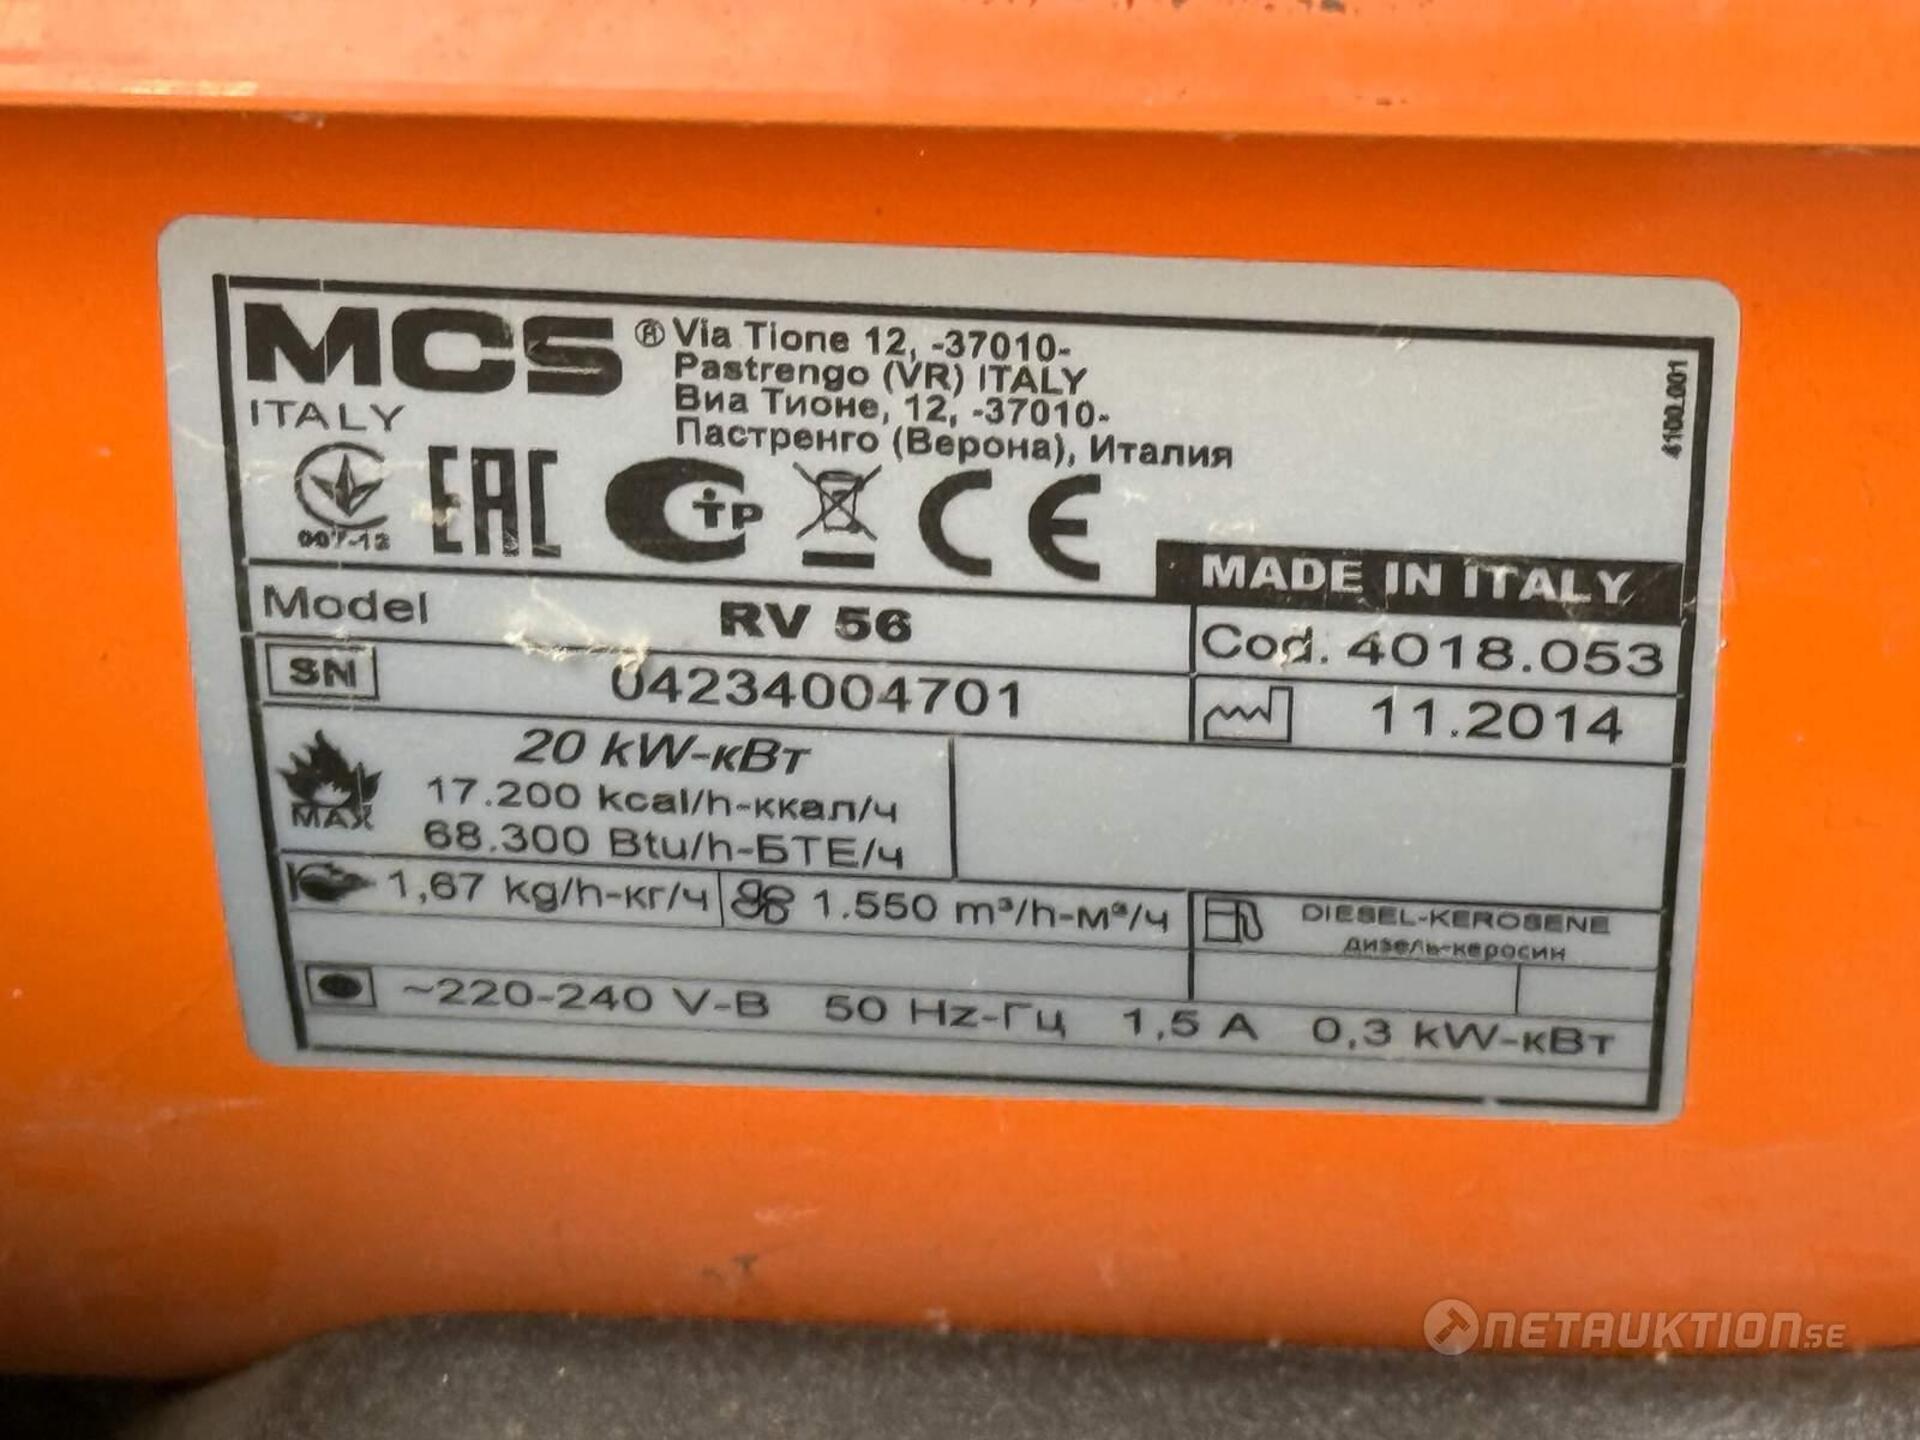 MCS® Via Tione 12, -37010-
Pastrengo (VR) ITALY
Виа Тионе, 12, -37010-
Пастренго (Верона), Италия
ITALY
4100.001
007-12
EAC
CTP
CE
MADE IN ITALY
Model RV 56 Cod. 4018.053
SN 04234004701 11.2014
MAX
20 kW-кВт
17.200 kcal/h-ккал/ч
68.300 Btu/h-БТЕ/ч
1,67 kg/h-кг/ч 1.550 m³/h-м³/ч DIESEL-KEROSENE
дизель-керосин
~220-240 V-В 50 Hz-Гц 1,5 A 0,3 kW-кВт
NETAUKTION.SE